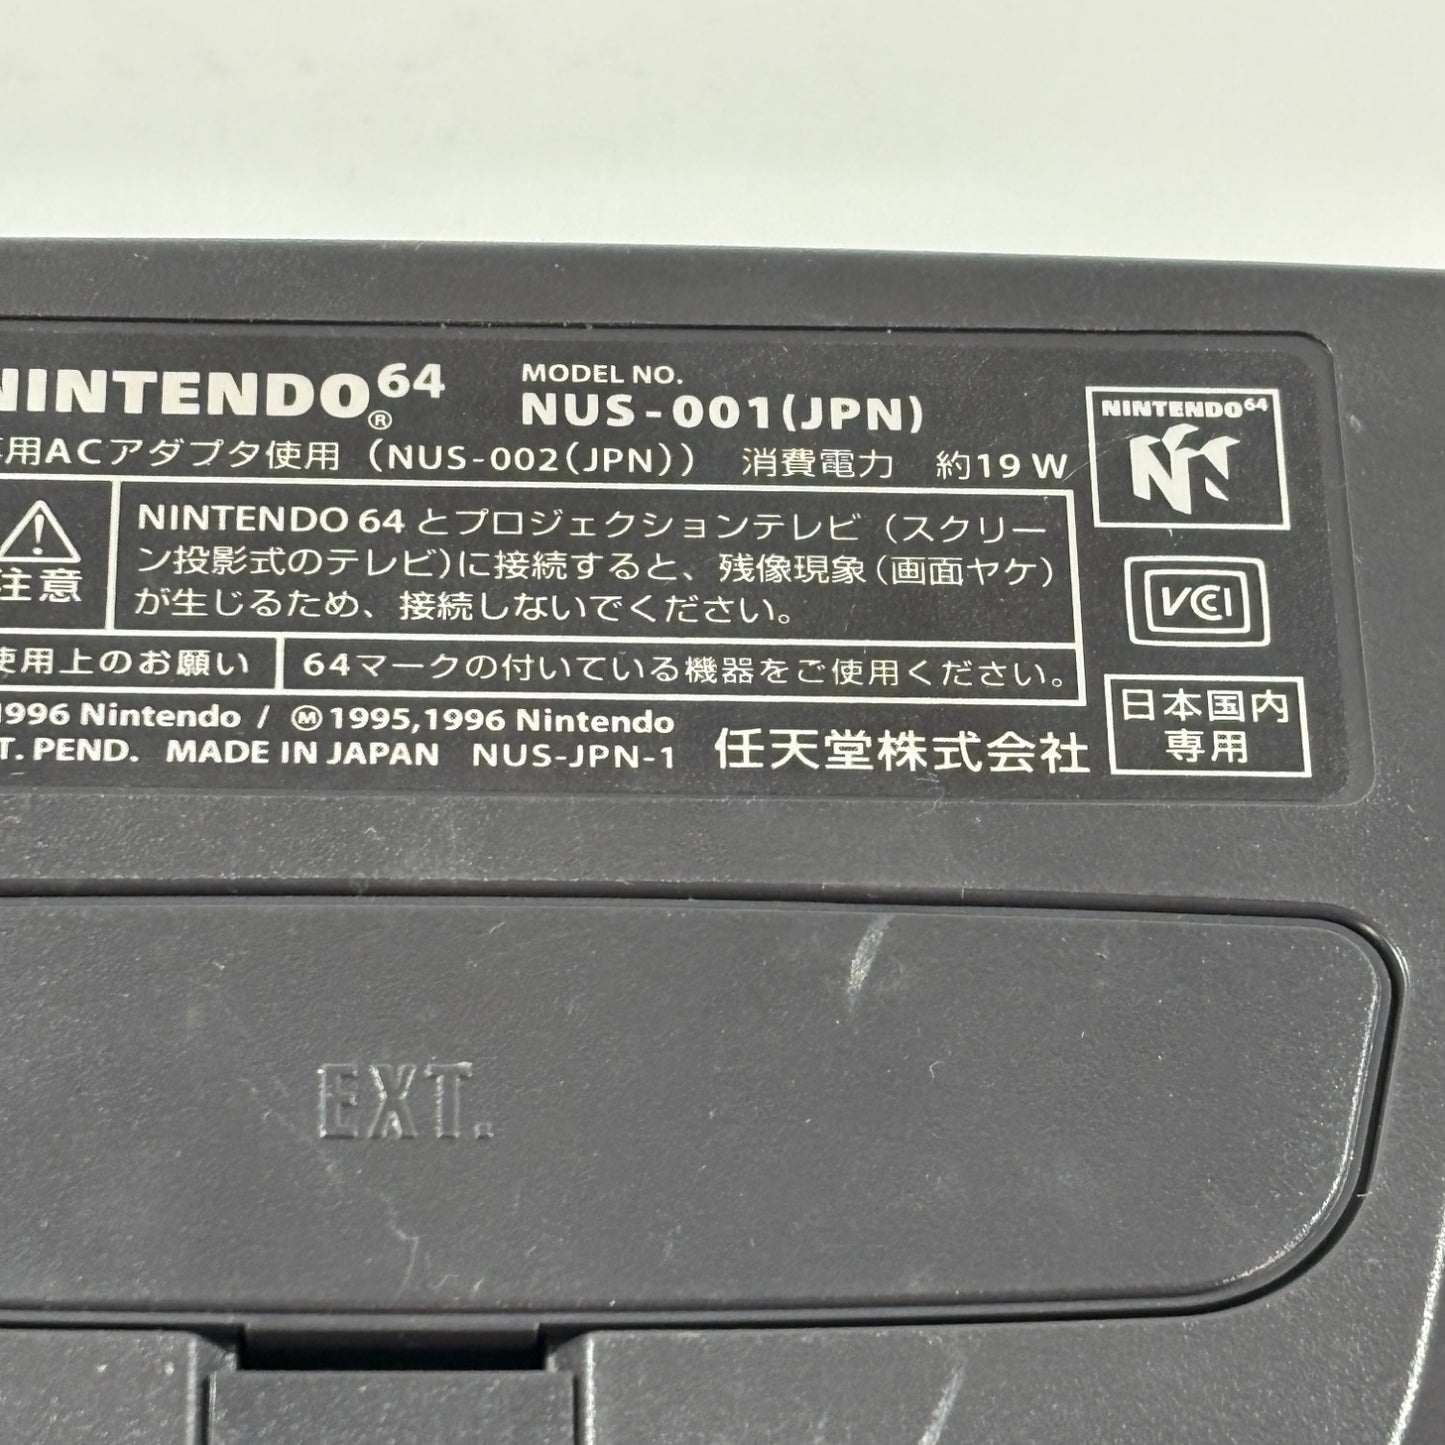 NINTENDO64®
MODEL NO.
NUS-001(JPN)
用ACアダプタ使用（NUS-002(JPN)） 消費電力 約19W
注意
NINTENDO 64 とプロジェクションテレビ（スクリー
ン投影式のテレビ）に接続すると、残像現象（画面ヤケ）
が生じるため、接続しないでください。
使用上のお願い
64マークの付いている機器をご使用ください。
1996 Nintendo / Ⓜ 1995,1996 Nintendo
T. PEND. MADE IN JAPAN NUS-JPN-1
任天堂株式会社
NINTENDO64
N
VCCI
日本国内
専用
EXT.